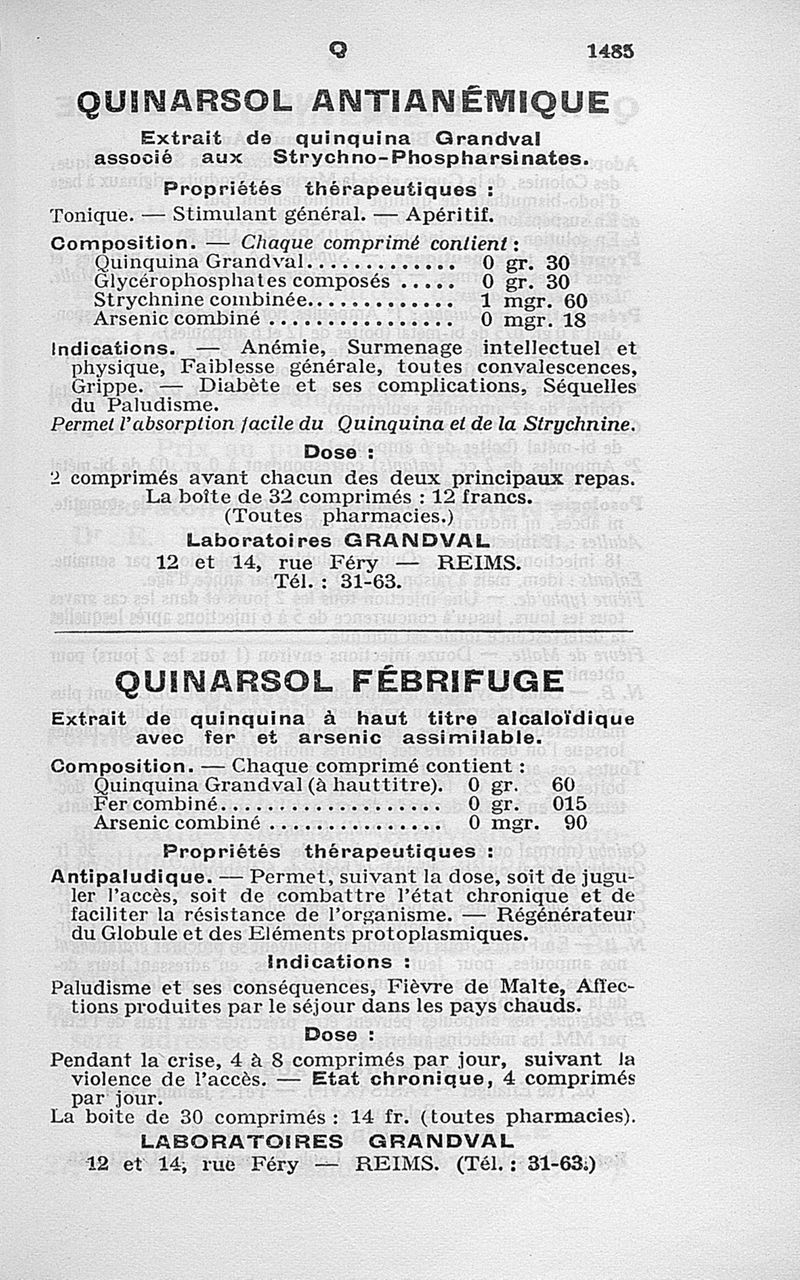 Q 1485
QUINARSOL ANTIANÉMIQUE
Extrait de quinquina Grandval
associé aux Strychno-Phospharsinates.
Propriétés thérapeutiques :
Tonique. — Stimulant général. — Apéritif.
Composition. — Chaque comprimé contient :
Quinquina Grandval............. 0 gr. 30
Glycérophosphates composés ..... 0 gr. 30
Strychnine combinée............. 1 mgr. 60
Arsenic combiné ................ 0 mgr. 18
Indications. — Anémie, Surmenage intellectuel et
physique, Faiblesse générale, toutes convalescences,
Grippe. — Diabète et ses complications, Séquelles
du Paludisme.
Permet l'absorption facile du Quinquina et de la Strychnine.
Dose :
2 comprimés avant chacun des deux principaux repas.
La boîte de 32 comprimés : 12 francs.
(Toutes pharmacies.)
Laboratoires GRANDVAL
12 et 14, rue Féry — REIMS.
Tél. : 31-63.
QUINARSOL FÉBRIFUGE
Extrait de quinquina à haut titre alcaloïdique
avec fer et arsenic assimilable.
Composition. — Chaque comprimé contient :
Quinquina Grandval (à haut titre). 0 gr. 60
Fer combiné................... 0 gr. 015
Arsenic combiné ............... 0 mgr. 90
Propriétés thérapeutiques :
Antipaludique. — Permet, suivant la dose, soit de jugu-
ler l'accès, soit de combattre l'état chronique et de
faciliter la résistance de l'organisme. — Régénérateur
du Globule et des Eléments protoplasmiques.
Indications :
Paludisme et ses conséquences, Fièvre de Malte, Affec-
tions produites par le séjour dans les pays chauds.
Dose :
Pendant la crise, 4 à 8 comprimés par jour, suivant la
violence de l'accès. — Etat chronique, 4 comprimés
par jour.
La boite de 30 comprimés : 14 fr. (toutes pharmacies).
LABORATOIRES GRANDVAL
12 et 14, rue Féry — REIMS. (Tél. : 31-63.)